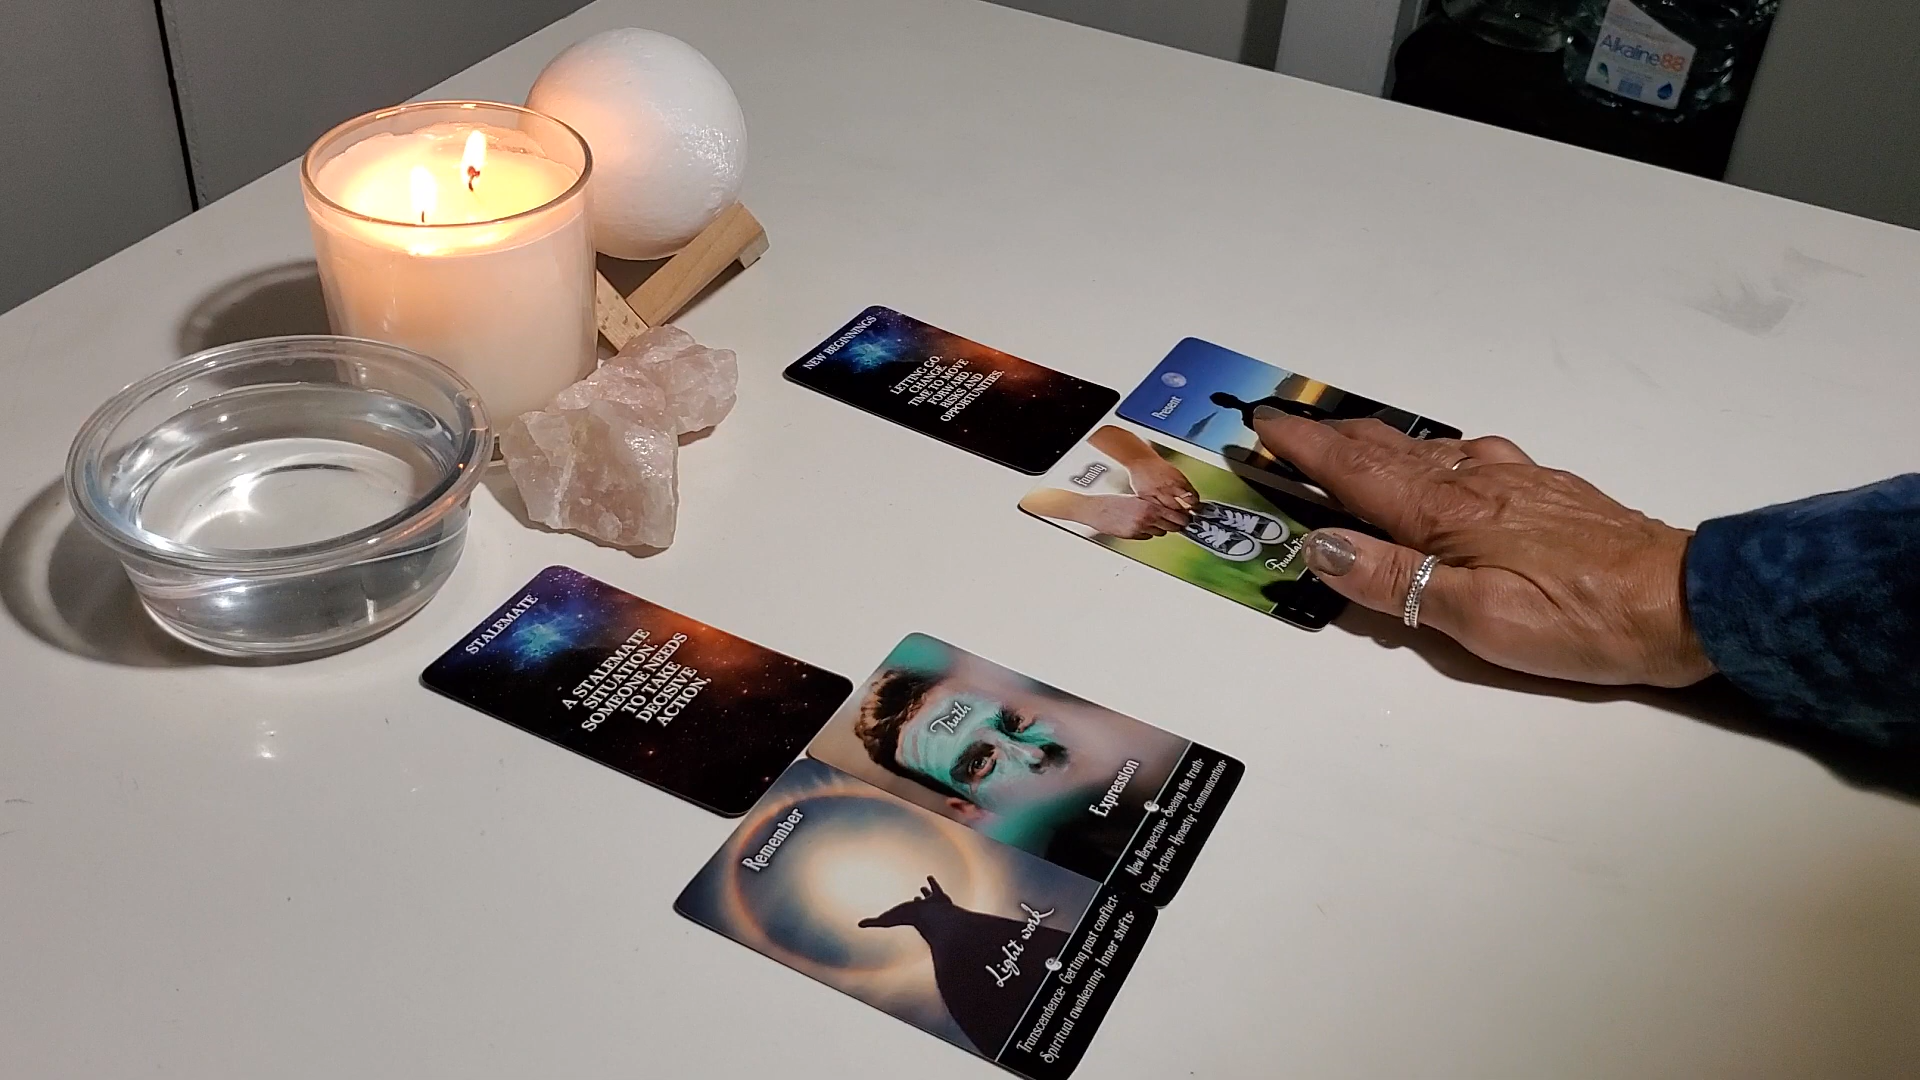 Alkaline88
NEW BEGINNINGS
LETTING GO.
CHANGE.
TIME TO MOVE
FORWARD.
RISKS AND
OPPORTUNITIES.
Present
Family
STALEMATE
A STALEMATE
SITUATION.
SOMEONE NEEDS
TO TAKE
DECISIVE
ACTION.
Truth
Expression
New Perspective· Seeing the truth·
Clear Action· Honesty· Communication·
Remember
Light work
Transcendence· Getting past conflict·
Spiritual awakening· Inner shifts·